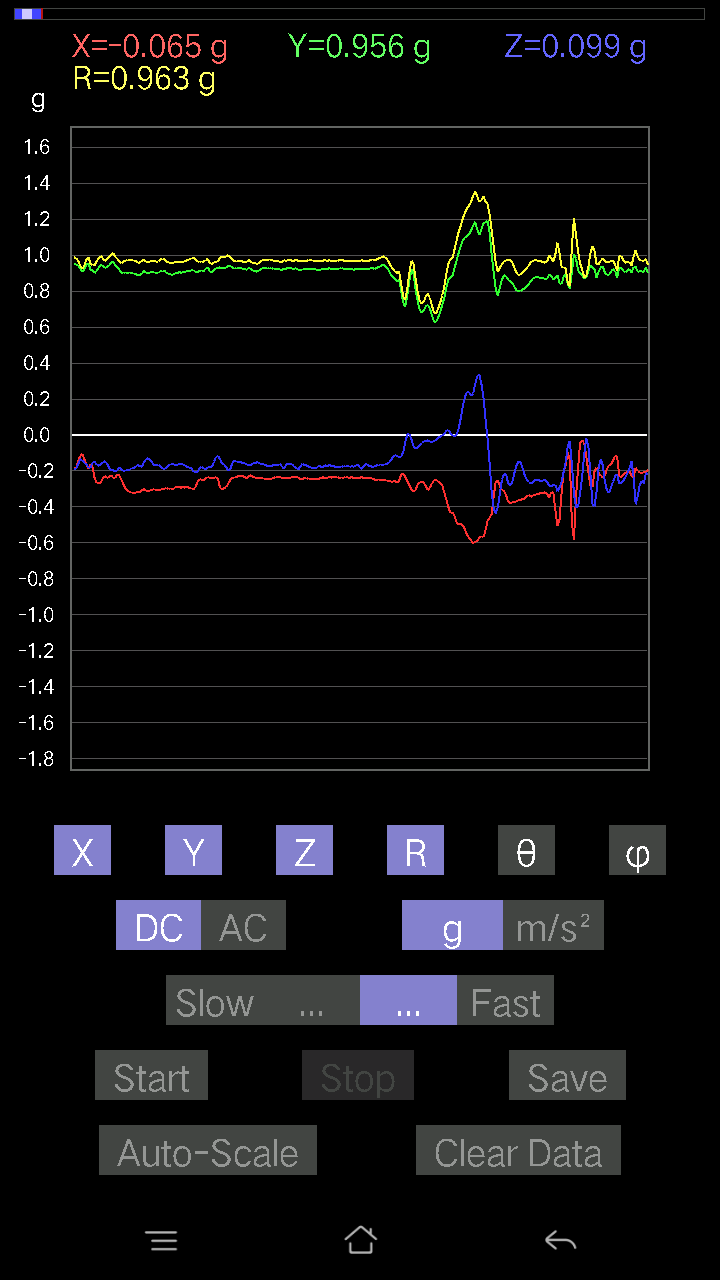 X=-0.065 g Y=0.956 g Z=0.099 g
R=0.963 g
g
1.6
1.4
1.2
1.0
0.8
0.6
0.4
0.2
0.0
-0.2
-0.4
-0.6
-0.8
-1.0
-1.2
-1.4
-1.6
-1.8
X Y Z R θ φ
DC AC g m/s²
Slow ... ... Fast
Start Stop Save
Auto-Scale Clear Data